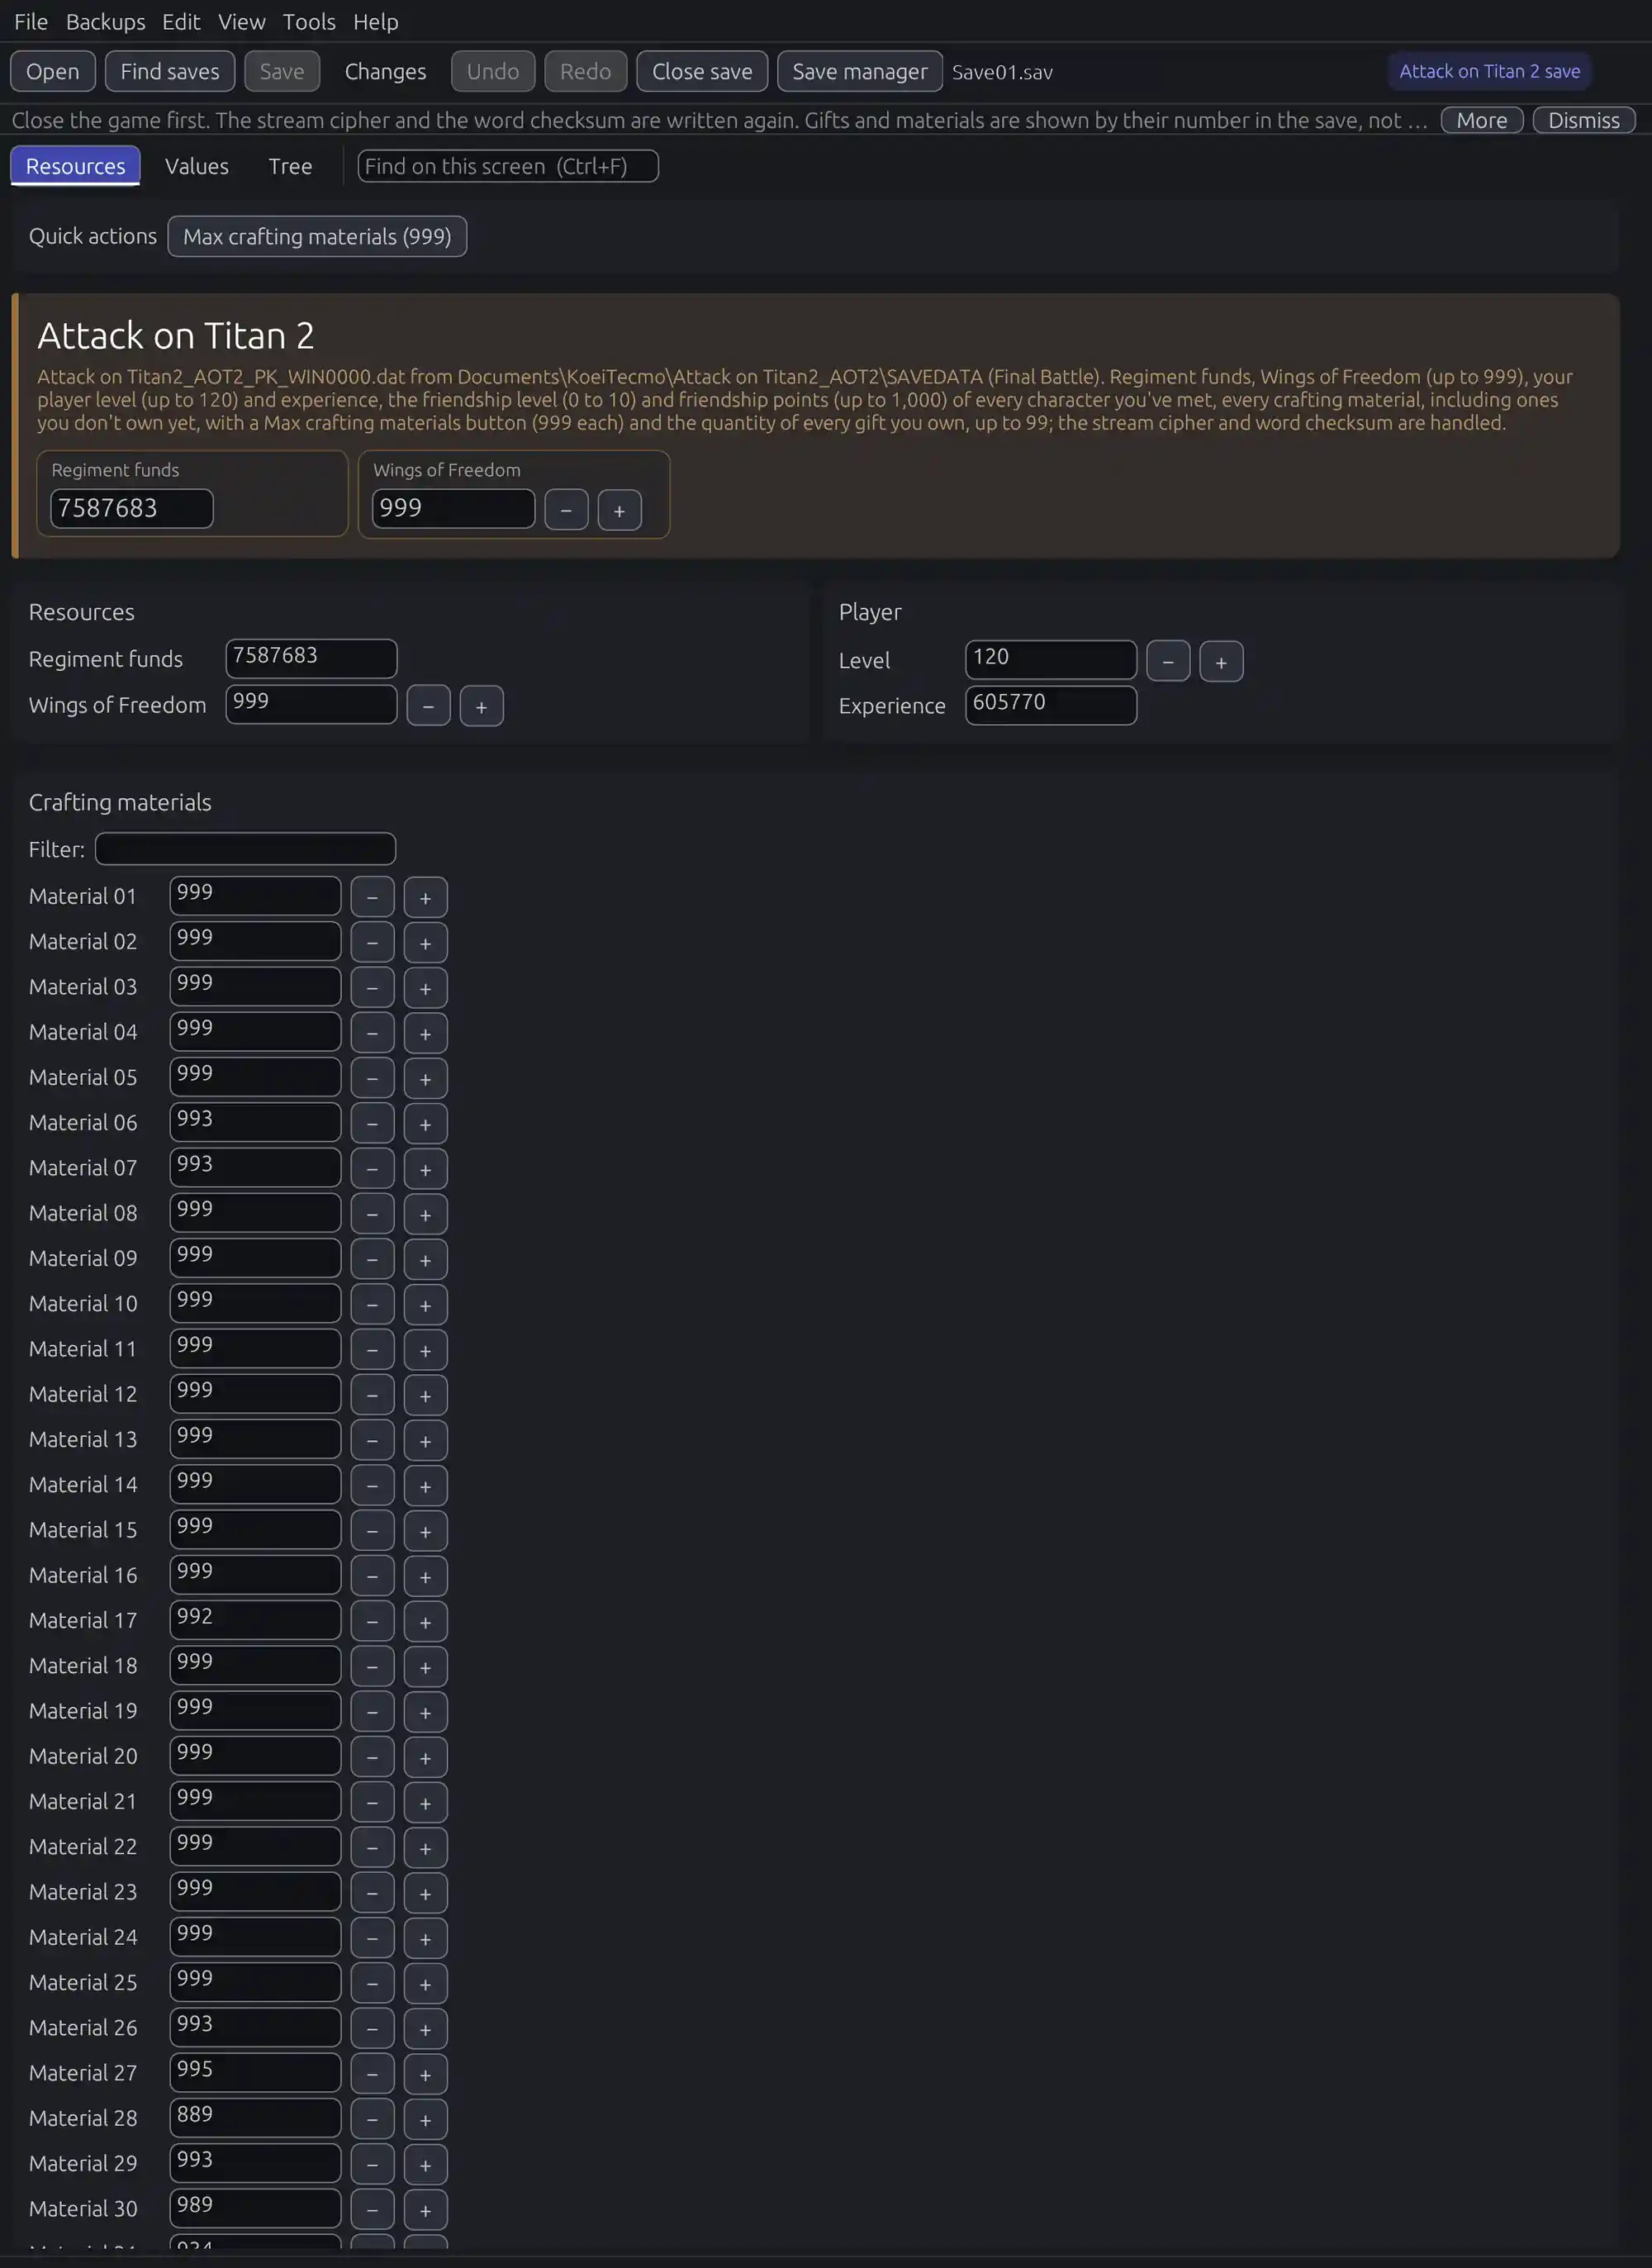 File Backups Edit View Tools Help
Open Find saves Save Changes Undo Redo Close save Save manager Save01.sav Attack on Titan 2 save
Close the game first. The stream cipher and the word checksum are written again. Gifts and materials are shown by their number in the save, not ... More Dismiss
Resources Values Tree Find on this screen (Ctrl+F)
Quick actions Max crafting materials (999)
Attack on Titan 2
Attack on Titan2_AOT2_PK_WIN0000.dat from Documents\KoeiTecmo\Attack on Titan2_AOT2\SAVEDATA (Final Battle). Regiment funds, Wings of Freedom (up to 999), your
player level (up to 120) and experience, the friendship level (0 to 10) and friendship points (up to 1,000) of every character you've met, every crafting material, including ones
you don't own yet, with a Max crafting materials button (999 each) and the quantity of every gift you own, up to 99; the stream cipher and word checksum are handled.
Regiment funds Wings of Freedom
7587683 999 − +
Resources
Regiment funds 7587683
Wings of Freedom 999 − +
Player
Level 120 − +
Experience 605770
Crafting materials
Filter:
Material 01 999 − +
Material 02 999 − +
Material 03 999 − +
Material 04 999 − +
Material 05 999 − +
Material 06 993 − +
Material 07 993 − +
Material 08 999 − +
Material 09 999 − +
Material 10 999 − +
Material 11 999 − +
Material 12 999 − +
Material 13 999 − +
Material 14 999 − +
Material 15 999 − +
Material 16 999 − +
Material 17 992 − +
Material 18 999 − +
Material 19 999 − +
Material 20 999 − +
Material 21 999 − +
Material 22 999 − +
Material 23 999 − +
Material 24 999 − +
Material 25 999 − +
Material 26 993 − +
Material 27 995 − +
Material 28 889 − +
Material 29 993 − +
Material 30 989 − +